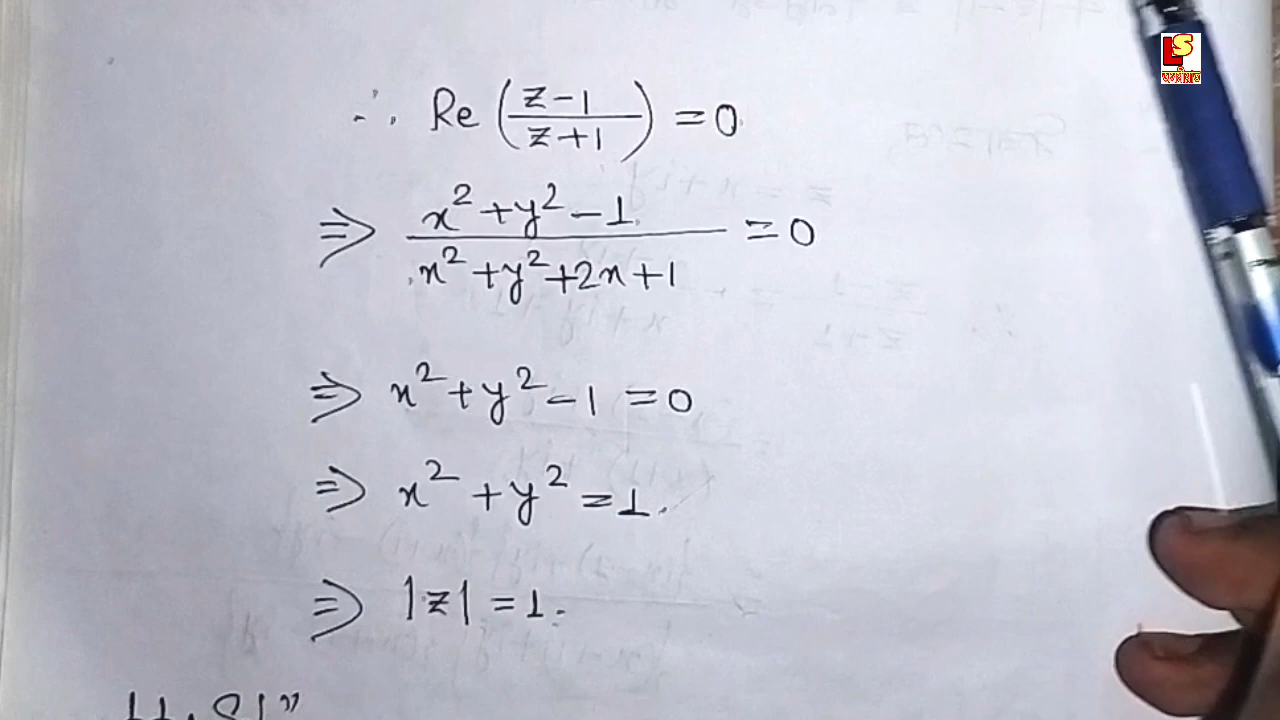 LS
∴ Re (z-1/z+1) = 0
⇒ x²+y²-1/x²+y²+2x+1 = 0
⇒ x²+y²-1 = 0
⇒ x²+y² = 1.
⇒ |z| = 1.